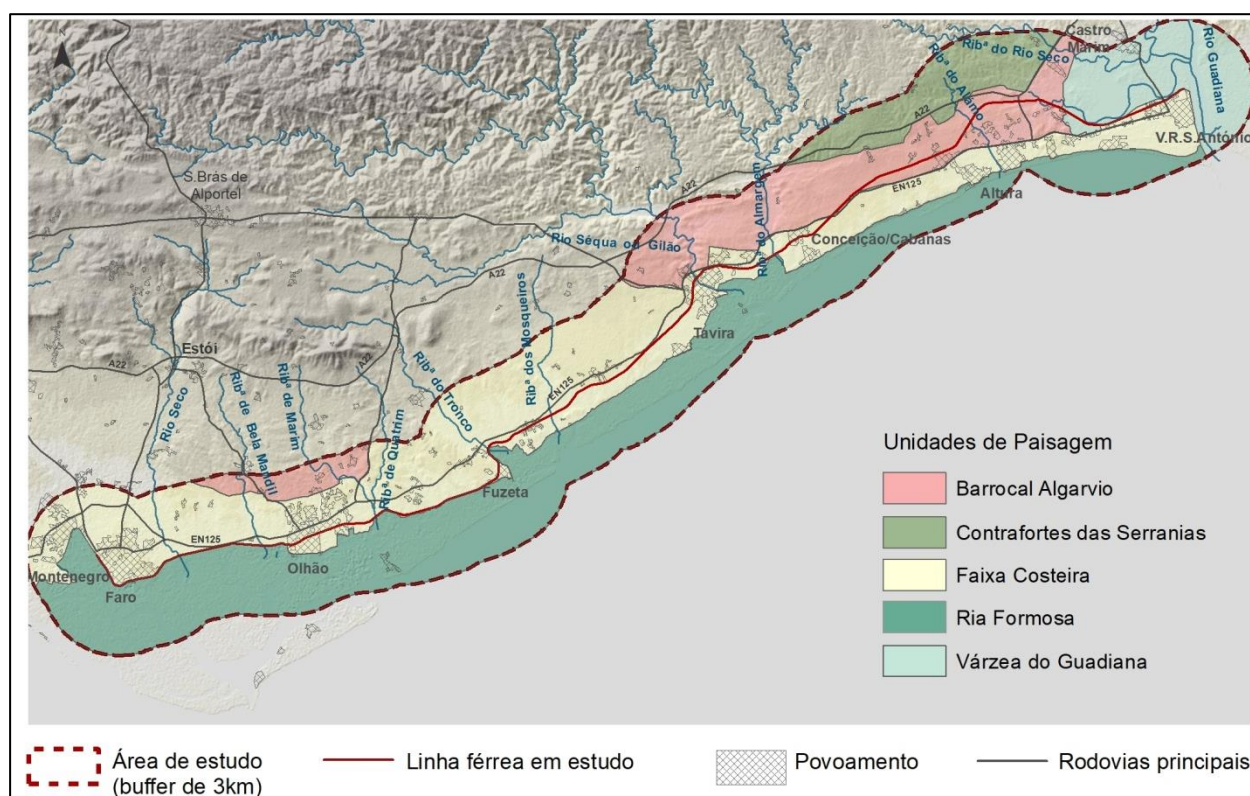 N
Castro
Marim
Ribª do Rio Seco
Rio Guadiana
Ribª do Álamo
A22
V.R.S.António
EN125
Altura
S.Brás de
Alportel
A22
Ribª do Almargem
Rio Séqua ou Gilão
Conceição/Cabanas
A22
Ribª dos Mosqueiros
Tavira
Estói
A22
A22
Ribª do Tronco
EN125
Rio Seco
Ribª de Bela Mandil
Ribª de Marim
Ribª de Quatrim
Fuzeta
EN125
Olhão
Montenegro
Faro
Unidades de Paisagem
Barrocal Algarvio
Contrafortes das Serranias
Faixa Costeira
Ria Formosa
Várzea do Guadiana
Área de estudo
(buffer de 3km)
Linha férrea em estudo
Povoamento
Rodovias principais